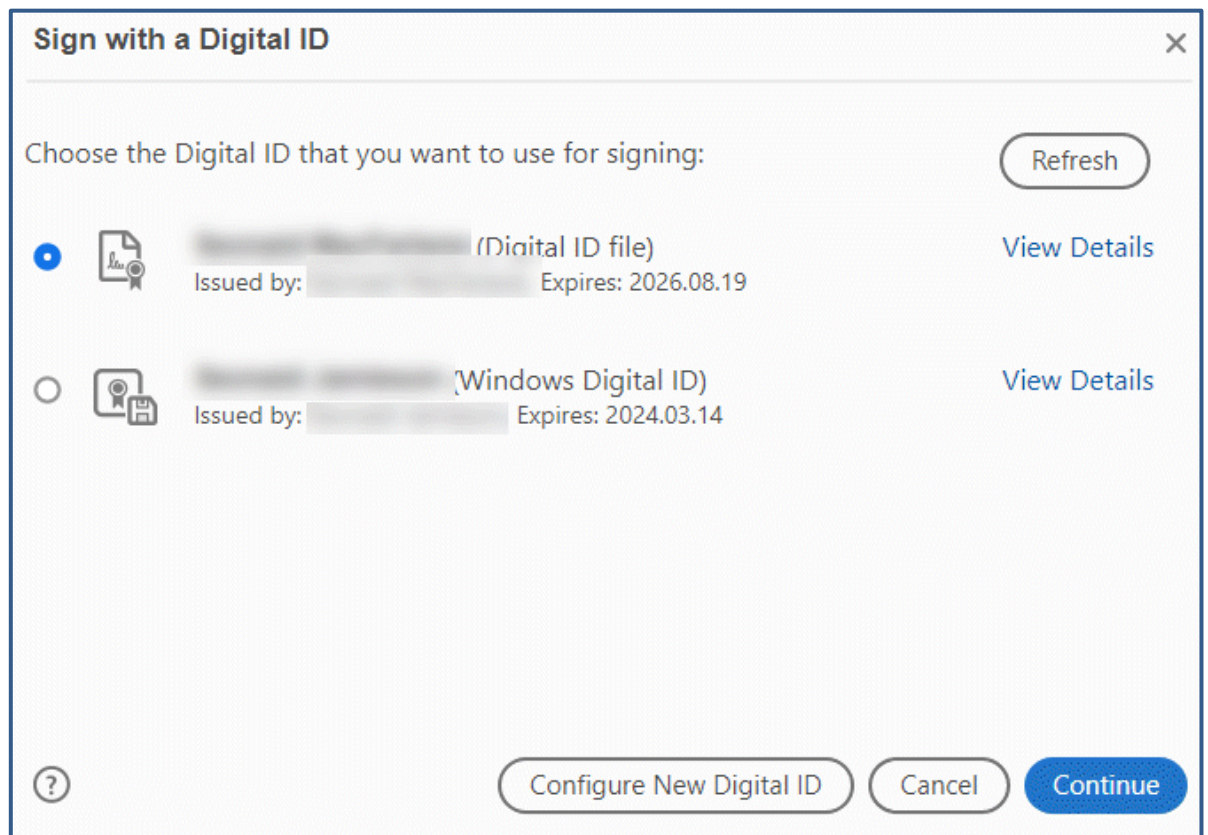 Sign with a Digital ID
Choose the Digital ID that you want to use for signing:
Refresh
(Digital ID file)
View Details
Issued by: Expires: 2026.08.19
(Windows Digital ID)
View Details
Issued by: Expires: 2024.03.14
Configure New Digital ID
Cancel
Continue